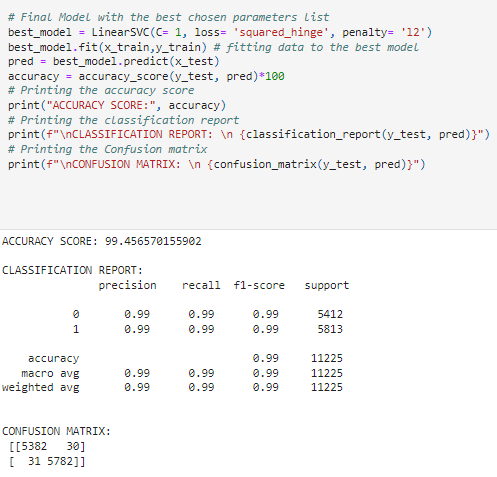 # Final Model with the best chosen parameters list
best_model = LinearSVC(C= 1, loss= 'squared_hinge', penalty= 'l2')
best_model.fit(x_train,y_train) # fitting data to the best model
pred = best_model.predict(x_test)
accuracy = accuracy_score(y_test, pred)*100
# Printing the accuracy score
print("ACCURACY SCORE:", accuracy)
# Printing the classification report
print(f"\nCLASSIFICATION REPORT: \n {classification_report(y_test, pred)}")
# Printing the Confusion matrix
print(f"\nCONFUSION MATRIX: \n {confusion_matrix(y_test, pred)}")
ACCURACY SCORE: 99.456570155902
CLASSIFICATION REPORT:
precision recall f1-score support
0 0.99 0.99 0.99 5412
1 0.99 0.99 0.99 5813
accuracy 0.99 11225
macro avg 0.99 0.99 0.99 11225
weighted avg 0.99 0.99 0.99 11225
CONFUSION MATRIX:
[[5382 30]
[ 31 5782]]